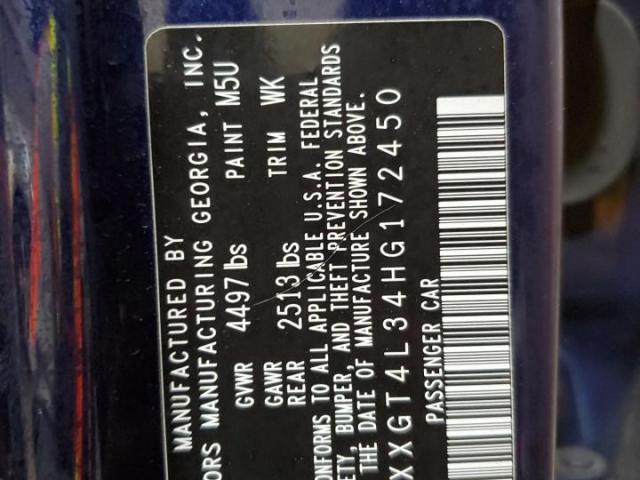 MANUFACTURED BY
ORS MANUFACTURING GEORGIA, INC.
GVWR 4497 lbs PAINT M5U
GAWR
REAR 2513 lbs TRIM WK
ONFORMS TO ALL APPLICABLE U.S.A. FEDERAL
ETY, BUMPER, AND THEFT PREVENTION STANDARDS
THE DATE OF MANUFACTURE SHOWN ABOVE.
XXGT4L34HG172450
PASSENGER CAR